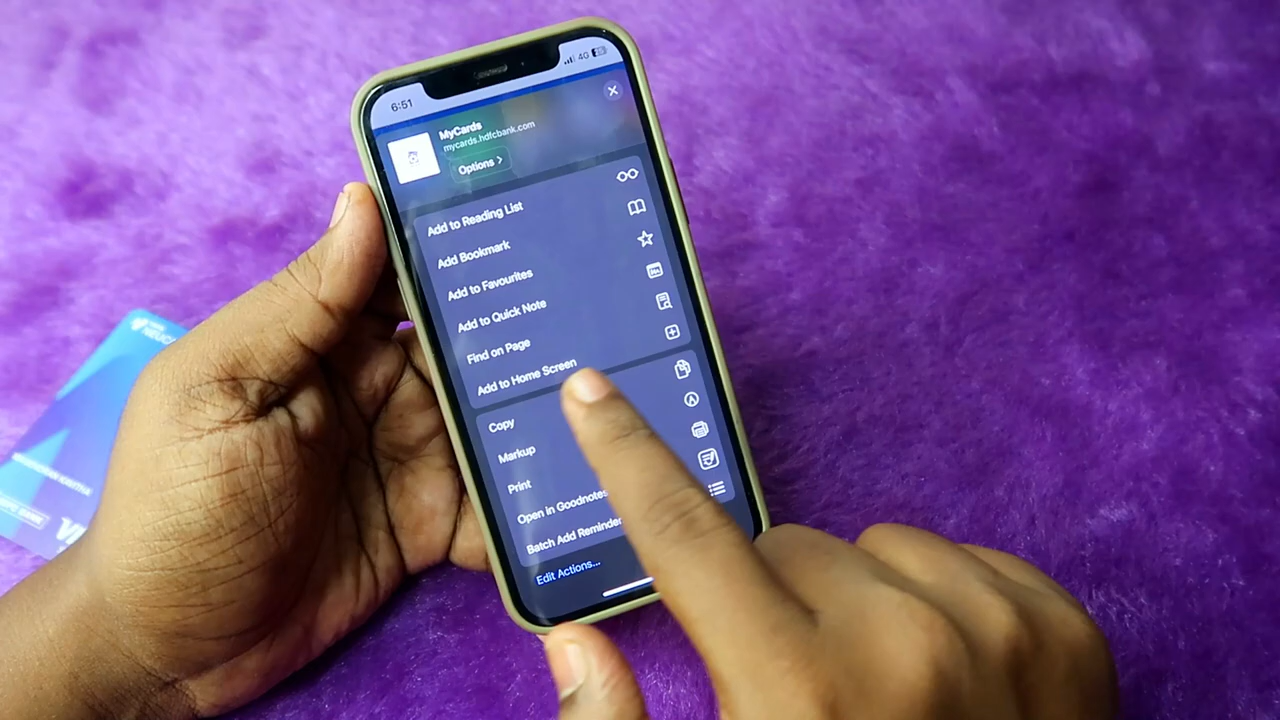 6:51
4G
MyCards
mycards.hdfcbank.com
Options >
Add to Reading List
Add Bookmark
Add to Favourites
Add to Quick Note
Find on Page
Add to Home Screen
Copy
Markup
Print
Open in Goodnotes
Batch Add Reminder
Edit Actions...